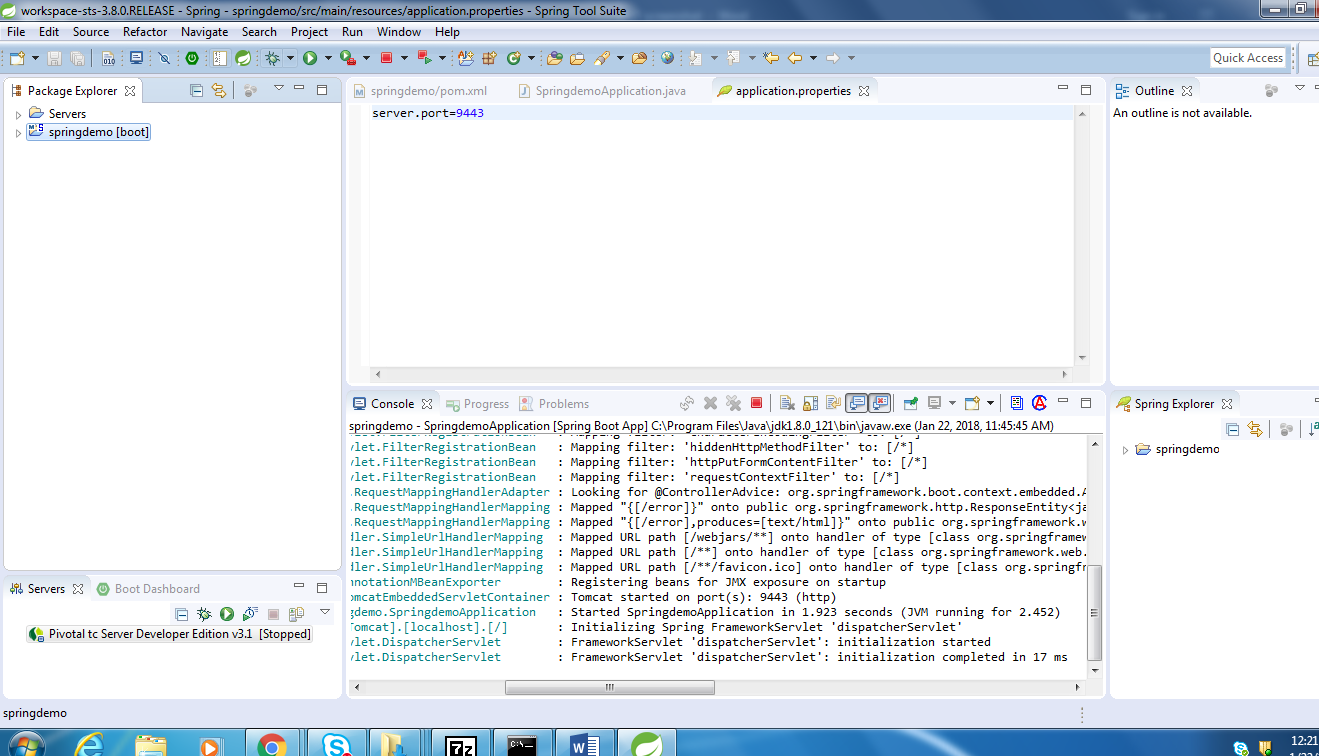 workspace-sts-3.8.0.RELEASE - Spring - springdemo/src/main/resources/application.properties - Spring Tool Suite
File Edit Source Refactor Navigate Search Project Run Window Help
Quick Access
Package Explorer
Servers
springdemo [boot]
springdemo/pom.xml SpringdemoApplication.java application.properties
server.port=9443
Outline
An outline is not available.
Console Progress Problems
springdemo - SpringdemoApplication [Spring Boot App] C:\Program Files\Java\jdk1.8.0_121\bin\javaw.exe (Jan 22, 2018, 11:45:45 AM)
vlet.FilterRegistrationBean : Mapping filter: 'hiddenHttpMethodFilter' to: [/*]
vlet.FilterRegistrationBean : Mapping filter: 'httpPutFormContentFilter' to: [/*]
vlet.FilterRegistrationBean : Mapping filter: 'requestContextFilter' to: [/*]
.RequestMappingHandlerAdapter : Looking for @ControllerAdvice: org.springframework.boot.context.embedded.A
.RequestMappingHandlerMapping : Mapped "{[/error]}" onto public org.springframework.http.ResponseEntity<ja
.RequestMappingHandlerMapping : Mapped "{[/error],produces=[text/html]}" onto public org.springframework.w
dler.SimpleUrlHandlerMapping : Mapped URL path [/webjars/**] onto handler of type [class org.springframew
dler.SimpleUrlHandlerMapping : Mapped URL path [/**] onto handler of type [class org.springframework.web.
dler.SimpleUrlHandlerMapping : Mapped URL path [/**/favicon.ico] onto handler of type [class org.springfr
nnotationMBeanExporter : Registering beans for JMX exposure on startup
omcatEmbeddedServletContainer : Tomcat started on port(s): 9443 (http)
gdemo.SpringdemoApplication : Started SpringdemoApplication in 1.923 seconds (JVM running for 2.452)
Tomcat].[localhost].[/] : Initializing Spring FrameworkServlet 'dispatcherServlet'
vlet.DispatcherServlet : FrameworkServlet 'dispatcherServlet': initialization started
vlet.DispatcherServlet : FrameworkServlet 'dispatcherServlet': initialization completed in 17 ms
Spring Explorer
springdemo
Servers Boot Dashboard
Pivotal tc Server Developer Edition v3.1 [Stopped]
springdemo
12:21